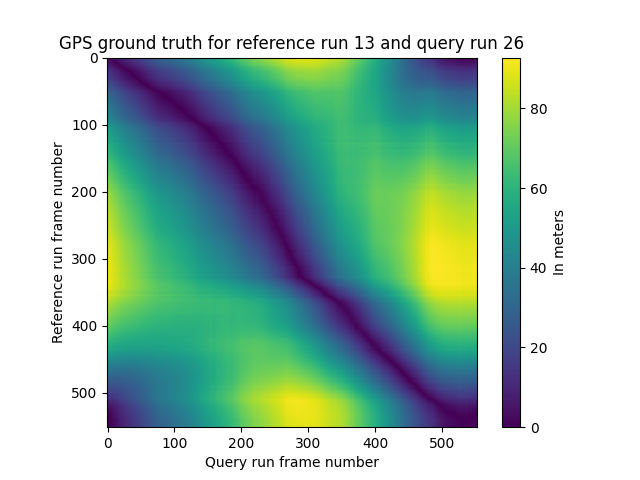 GPS ground truth for reference run 13 and query run 26
0
100
200
300
400
500
Reference run frame number
0 100 200 300 400 500
Query run frame number
80
60
40
20
0
In meters